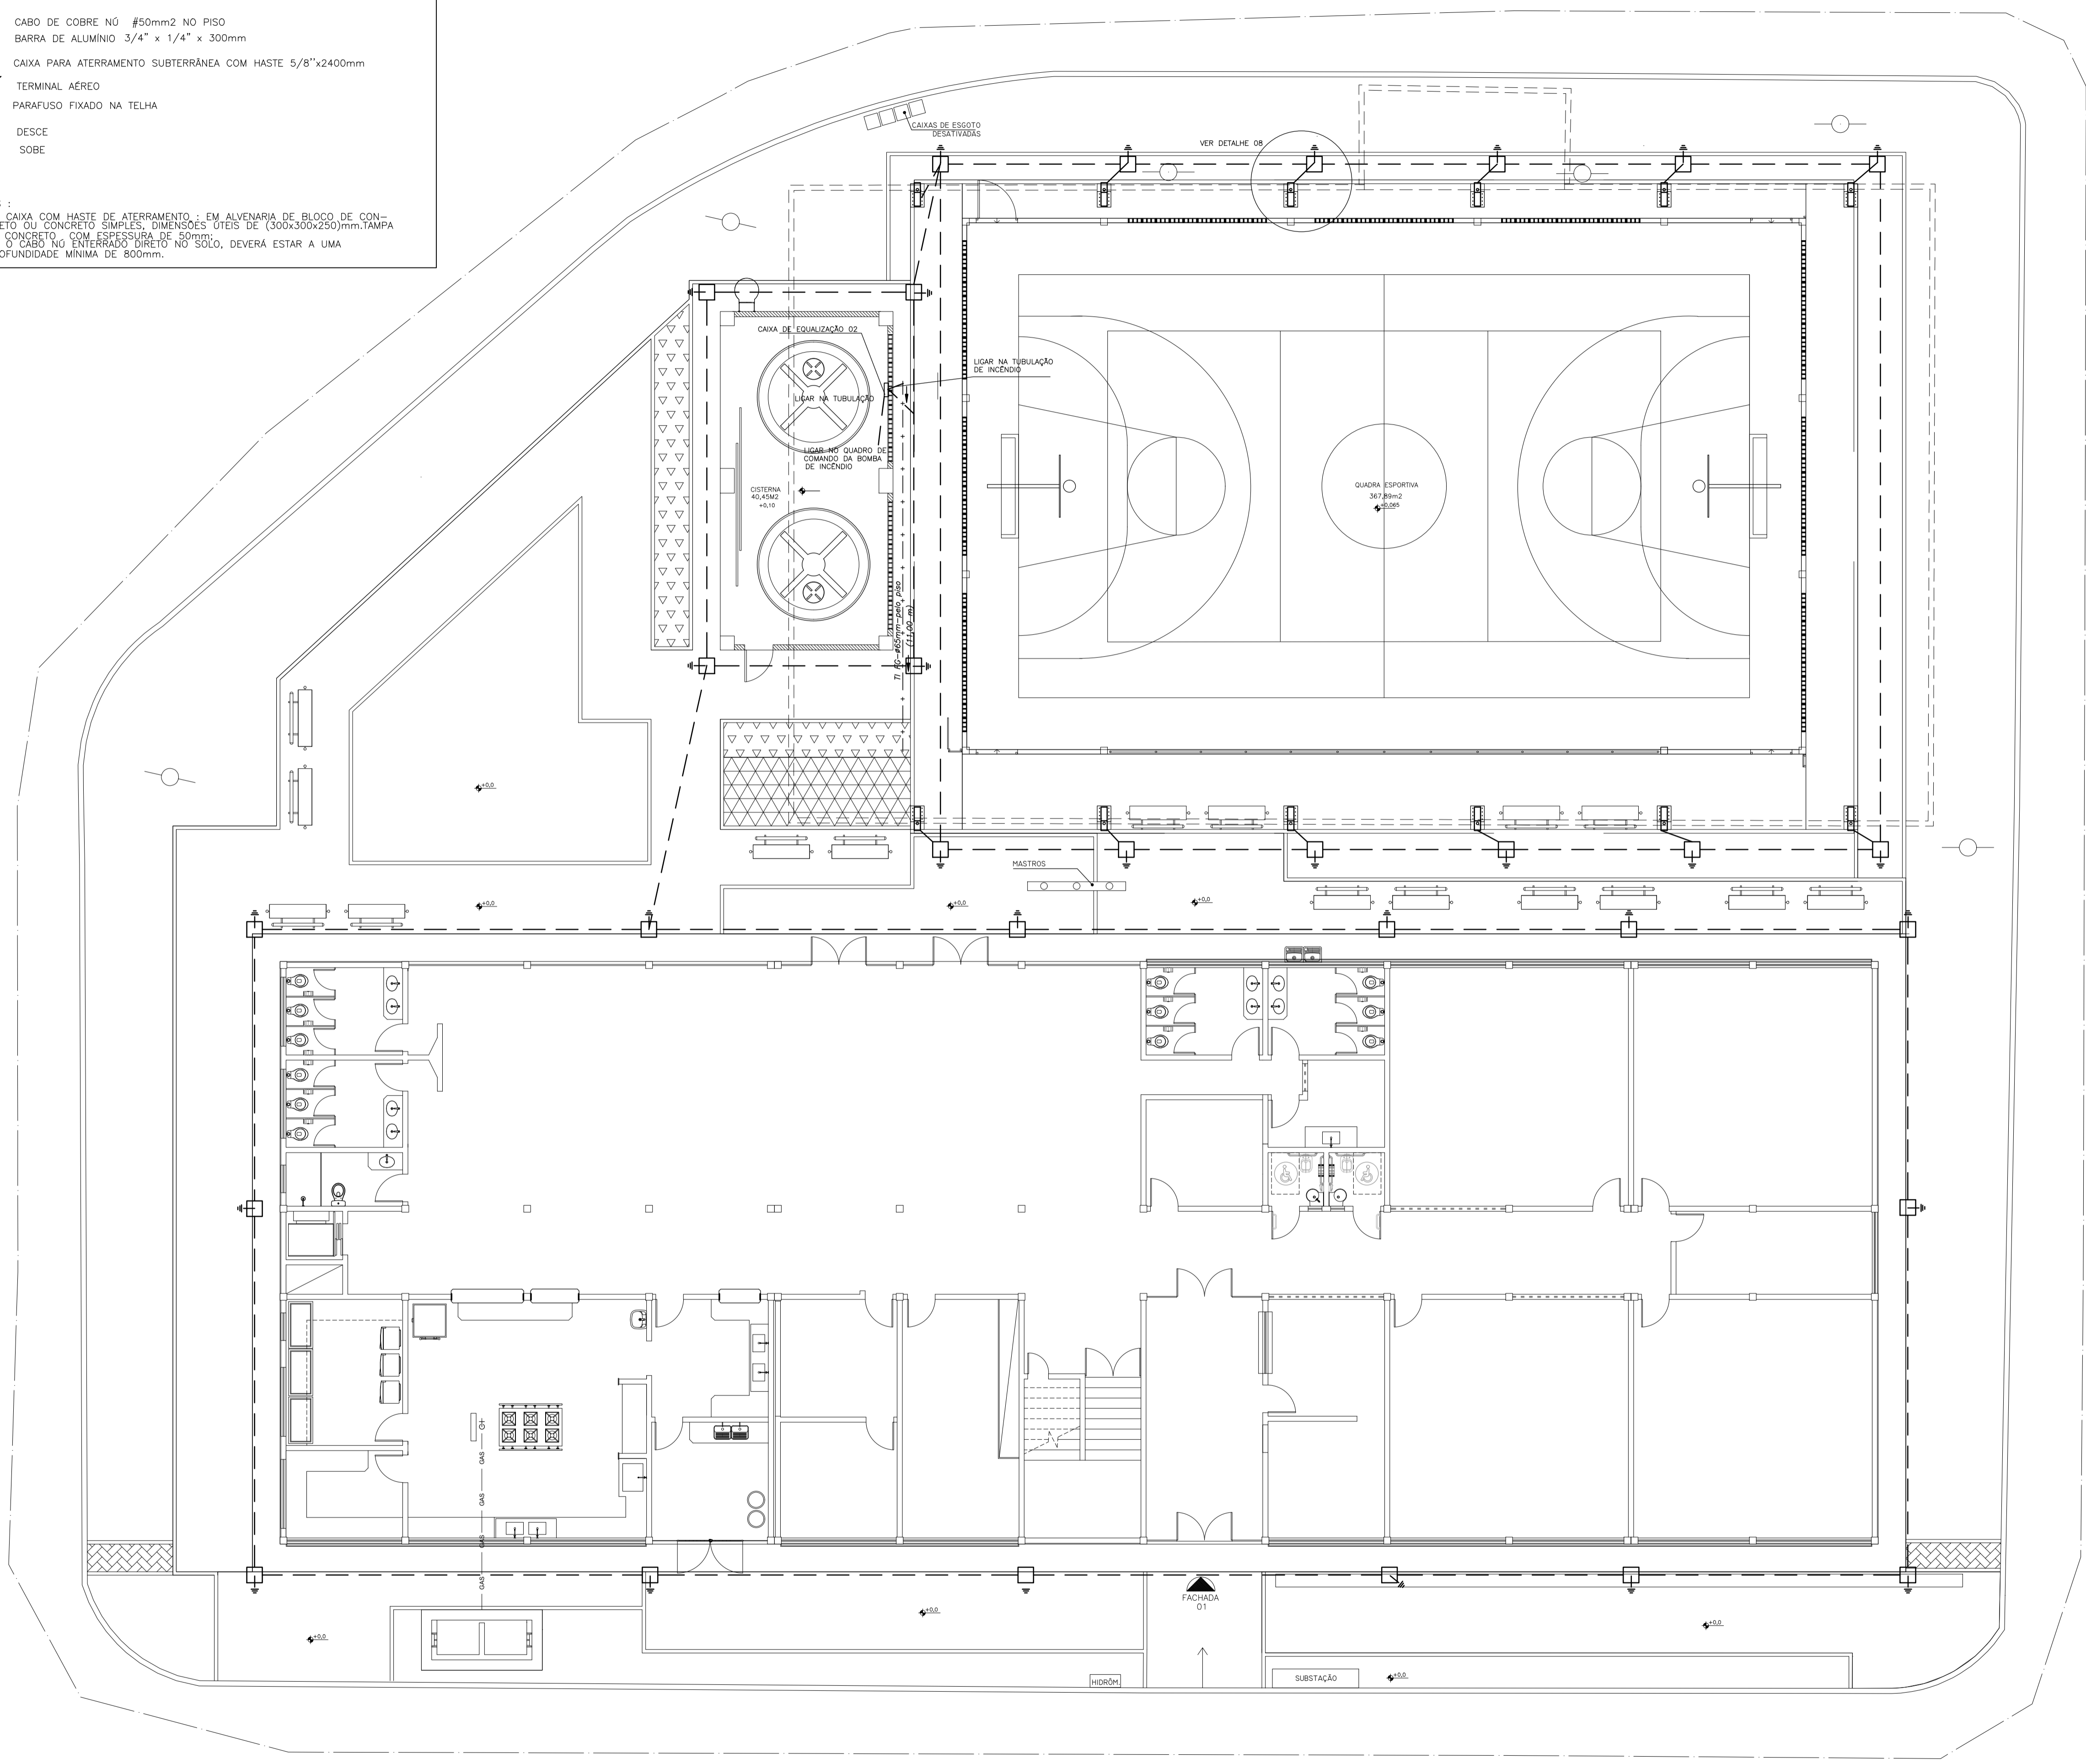 CABO DE COBRE NÚ #50mm2 NO PISO
BARRA DE ALUMÍNIO 3/4" x 1/4" x 300mm
CAIXA PARA ATERRAMENTO SUBTERRÂNEA COM HASTE 5/8''x2400mm
TERMINAL AÉREO
PARAFUSO FIXADO NA TELHA
DESCE
SOBE
:
CAIXA COM HASTE DE ATERRAMENTO : EM ALVENARIA DE BLOCO DE CON-
ETO OU CONCRETO SIMPLES, DIMENSÕES ÚTEIS DE (300x300x250)mm.TAMPA
CONCRETO COM ESPESSURA DE 50mm;
O CABO NÚ ENTERRADO DIRETO NO SOLO, DEVERÁ ESTAR A UMA
OFUNDIDADE MÍNIMA DE 800mm.
CAIXAS DE ESGOTO
DESATIVADAS
VER DETALHE 08
CAIXA DE EQUALIZAÇÃO 02
LIGAR NA TUBULAÇÃO
DE INCÊNDIO
LIGAR NA TUBULAÇÃO
LIGAR NO QUADRO DE
COMANDO DA BOMBA
DE INCÊNDIO
CISTERNA
40,45M2
+0,10
QUADRA ESPORTIVA
367,89m2
+0,065
TI FG-#65mm-pelo piso
(11,00 m)
+0,0
MASTROS
+0,0
+0,0
+0,0
GAS
GAS
GAS
GAS
FACHADA
01
+0,0
+0,0
+0,0
HIDRÔM.
SUBSTAÇÃO
+0,0